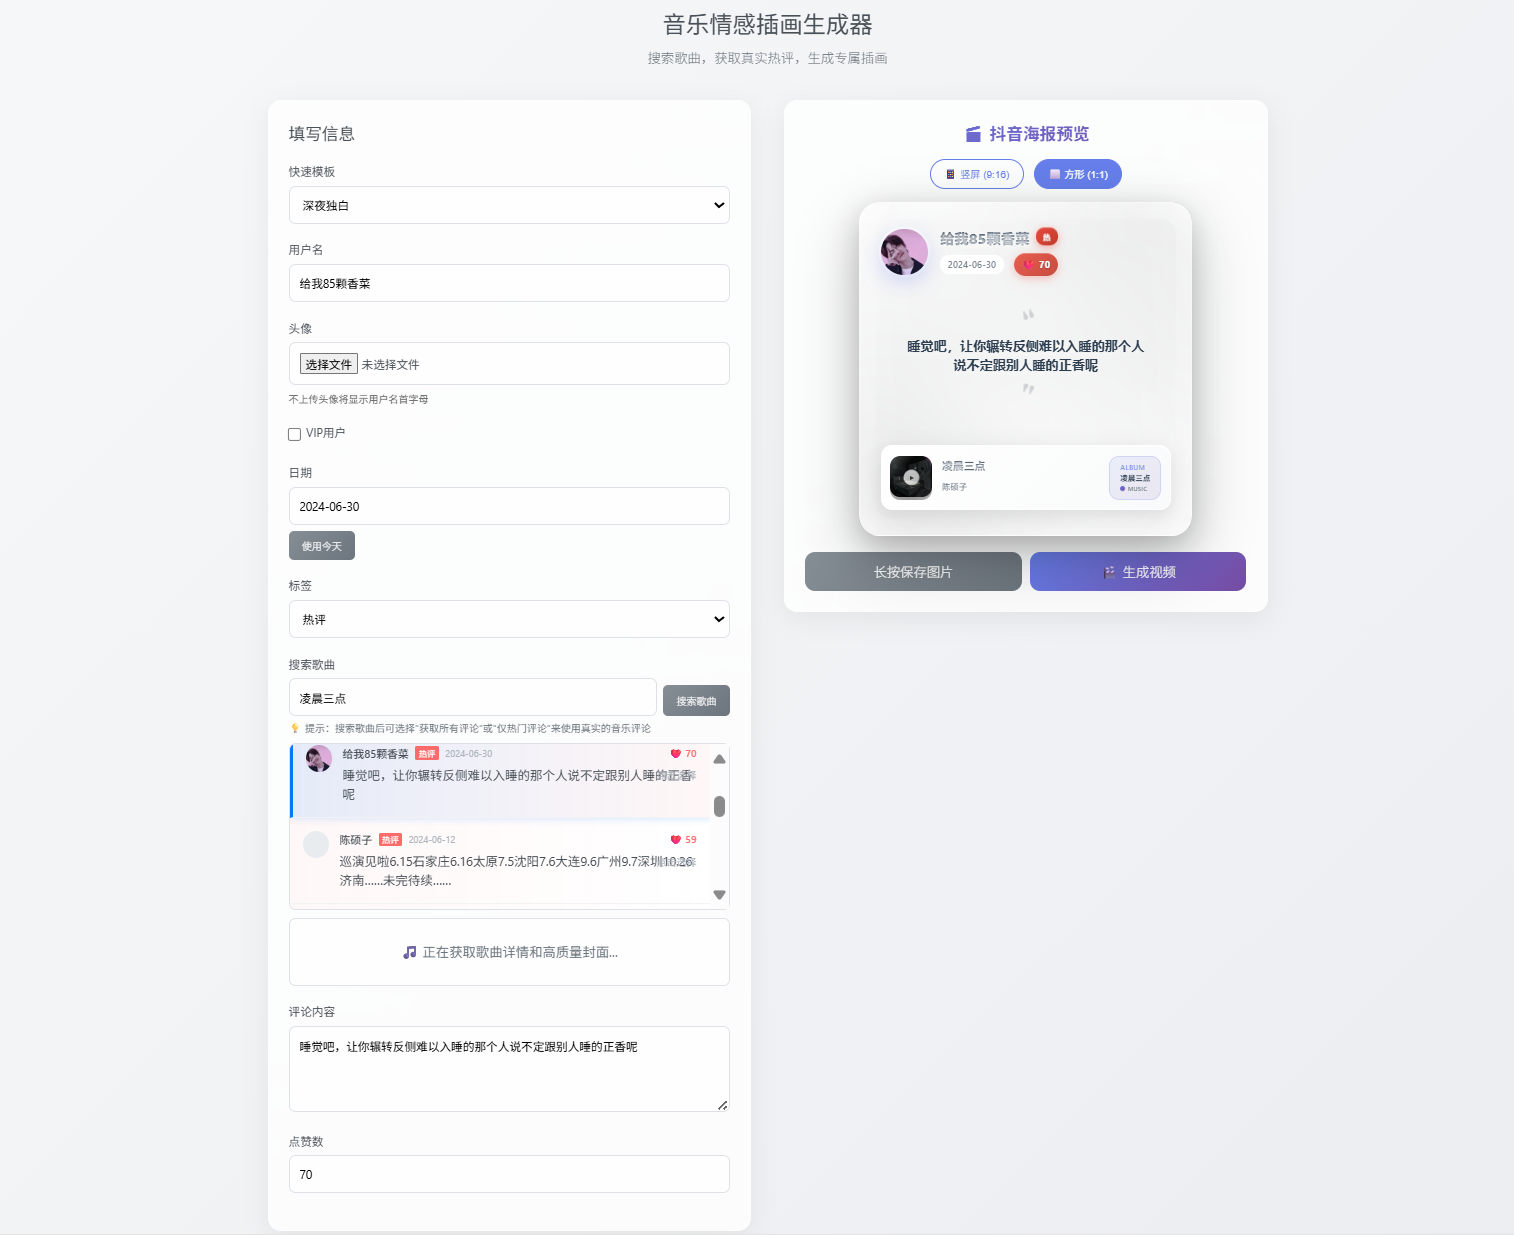 音乐情感插画生成器
搜索歌曲，获取真实热评，生成专属插画
填写信息
快速模板
深夜独白
用户名
给我85颗香菜
头像
选择文件 未选择文件
不上传头像将显示用户名首字母
VIP用户
日期
2024-06-30
使用今天
标签
热评
搜索歌曲
凌晨三点
搜索歌曲
提示：搜索歌曲后可选择"获取所有评论"或"仅热门评论"来使用真实的音乐评论
给我85颗香菜 热评 2024-06-30 70
睡觉吧，让你辗转反侧难以入睡的那个人说不定跟别人睡的正香
呢
陈硕子 热评 2024-06-12 59
巡演见啦6.15石家庄6.16太原7.5沈阳7.6大连9.6广州9.7深圳10.26
济南……未完待续……
正在获取歌曲详情和高质量封面...
评论内容
睡觉吧，让你辗转反侧难以入睡的那个人说不定跟别人睡的正香呢
点赞数
70
抖音海报预览
竖屏 (9:16)
方形 (1:1)
给我85颗香菜 热
2024-06-30 70
睡觉吧，让你辗转反侧难以入睡的那个人
说不定跟别人睡的正香呢
凌晨三点
陈硕子
ALBUM
凌晨三点
MUSIC
长按保存图片
生成视频